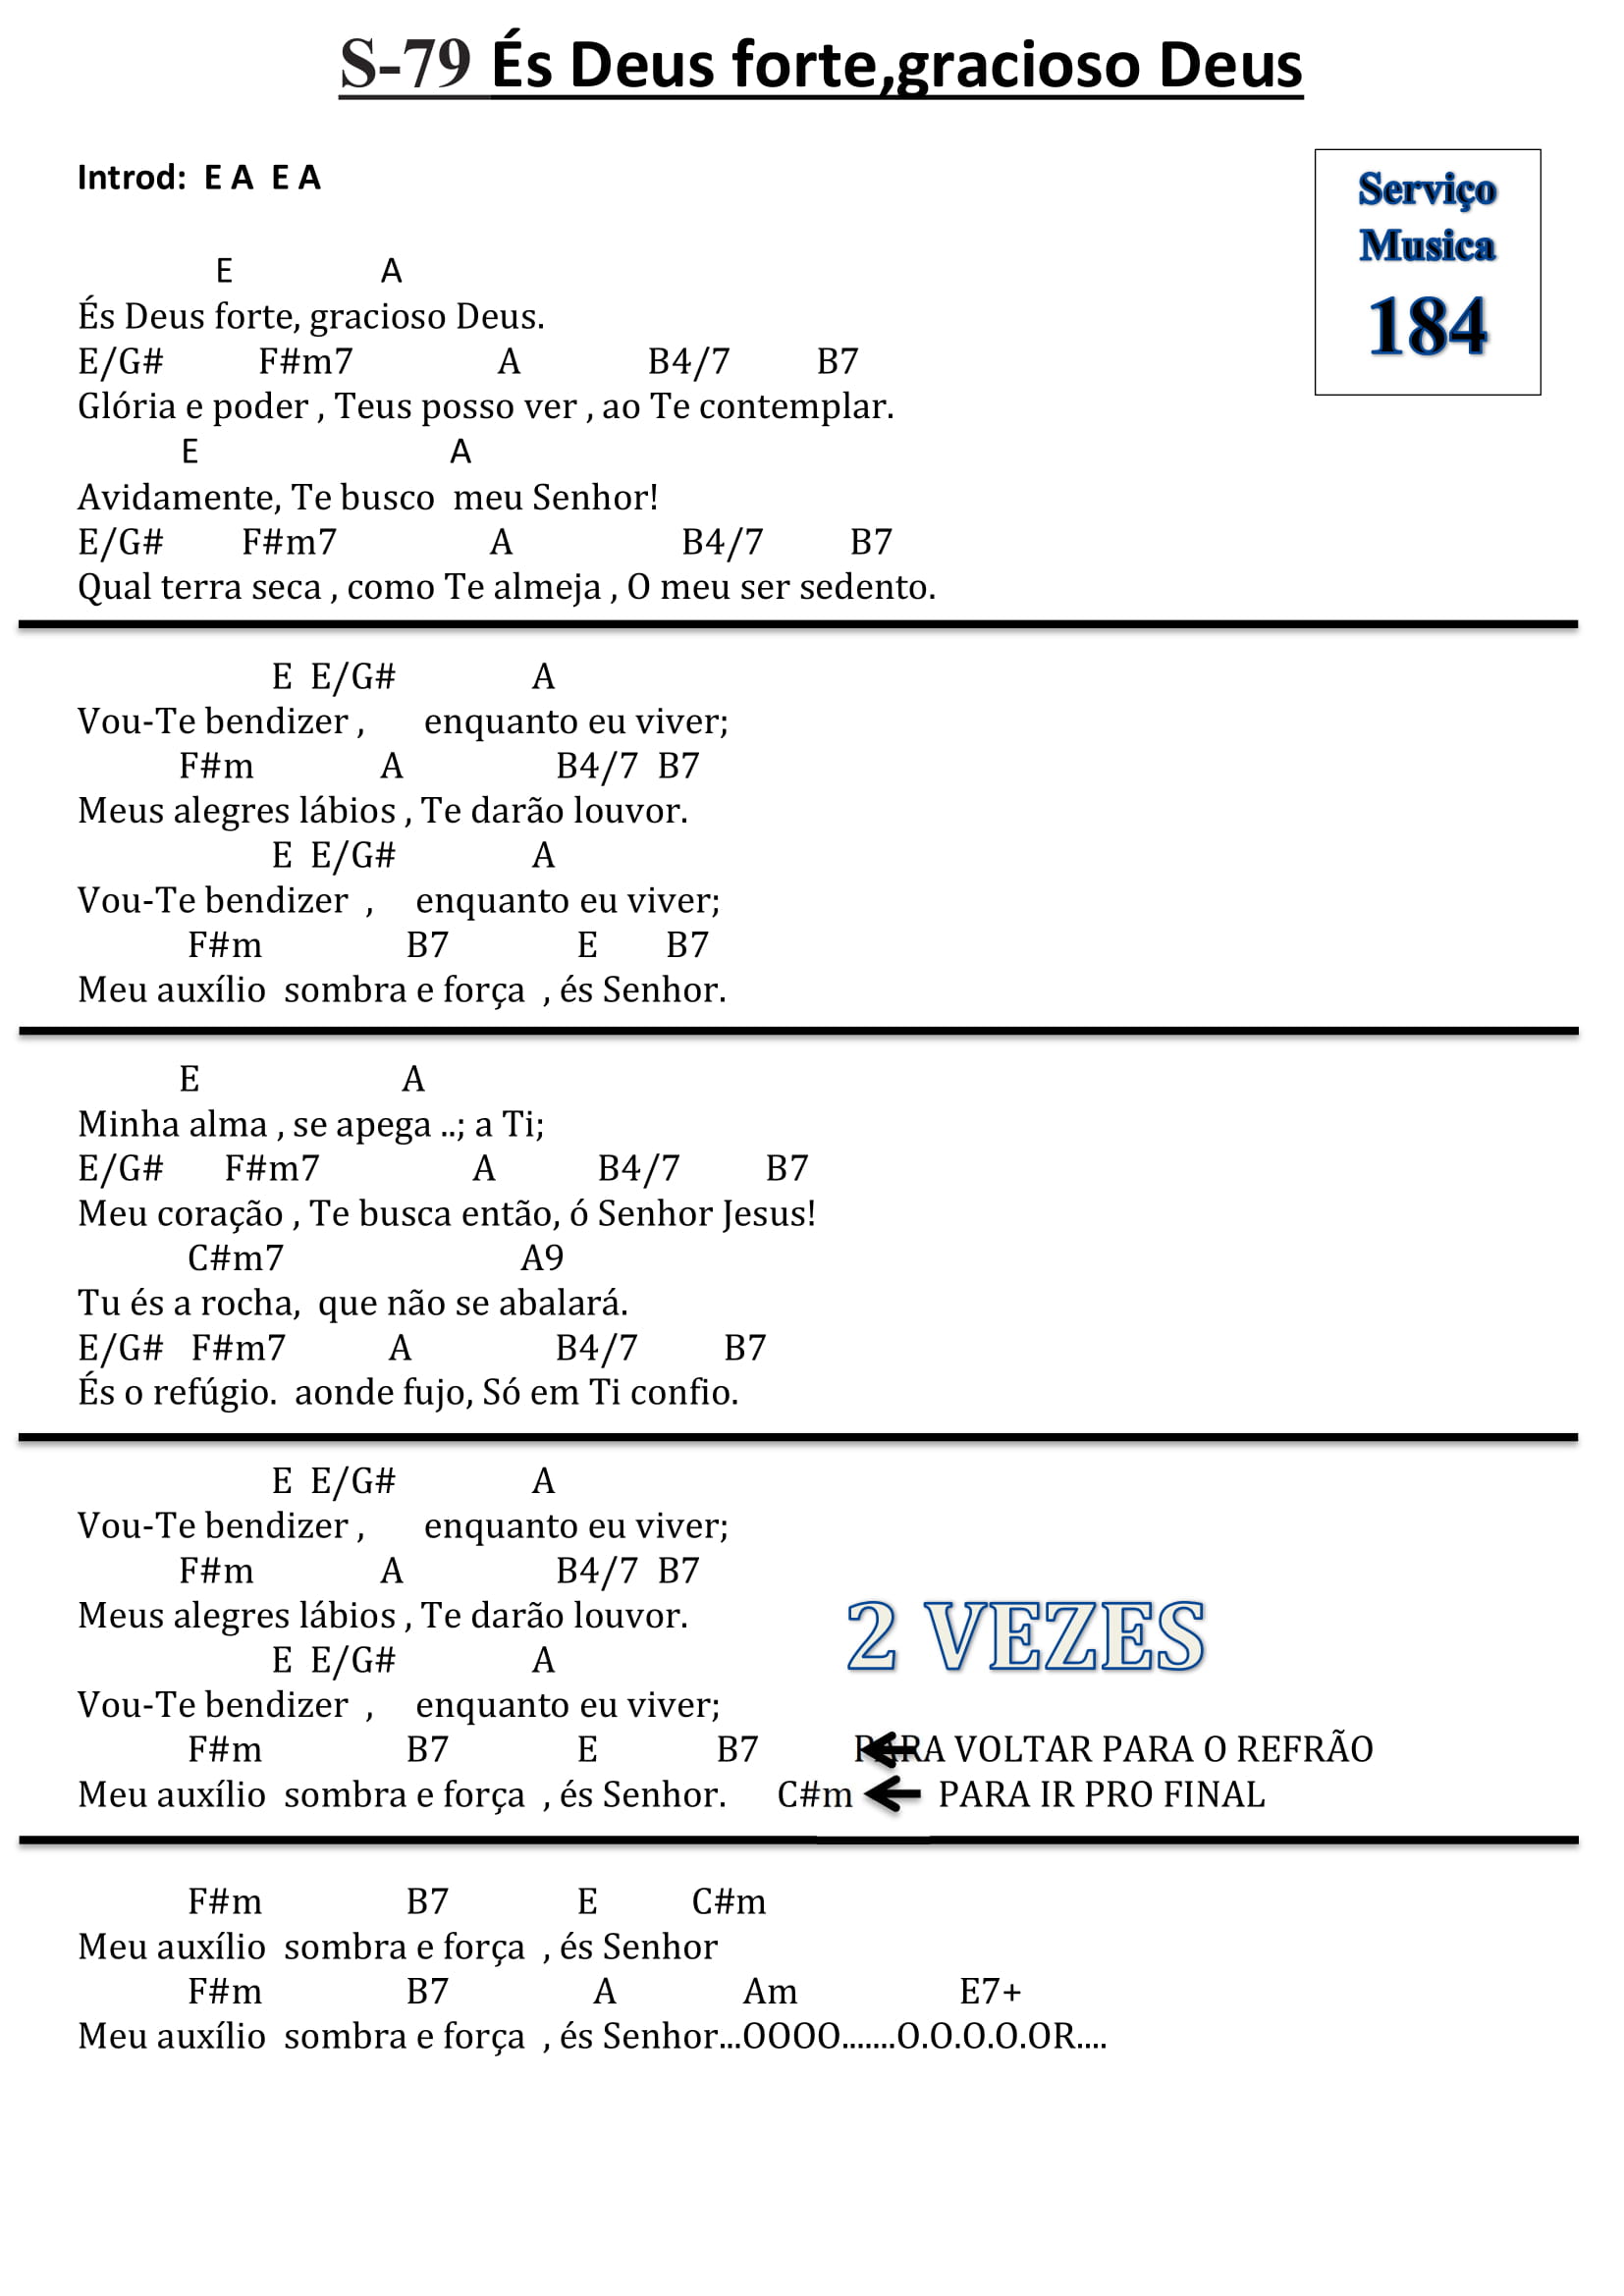 S-79 És Deus forte,gracioso Deus
Introd: E A E A
Serviço
Musica
184
E A
És Deus forte, gracioso Deus.
E/G# F#m7 A B4/7 B7
Glória e poder , Teus posso ver , ao Te contemplar.
E A
Avidamente, Te busco meu Senhor!
E/G# F#m7 A B4/7 B7
Qual terra seca , como Te almeja , O meu ser sedento.
E E/G# A
Vou-Te bendizer , enquanto eu viver;
F#m A B4/7 B7
Meus alegres lábios , Te darão louvor.
E E/G# A
Vou-Te bendizer , enquanto eu viver;
F#m B7 E B7
Meu auxílio sombra e força , és Senhor.
E A
Minha alma , se apega ..; a Ti;
E/G# F#m7 A B4/7 B7
Meu coração , Te busca então, ó Senhor Jesus!
C#m7 A9
Tu és a rocha, que não se abalará.
E/G# F#m7 A B4/7 B7
És o refúgio. aonde fujo, Só em Ti confio.
E E/G# A
Vou-Te bendizer , enquanto eu viver;
F#m A B4/7 B7
Meus alegres lábios , Te darão louvor.
2 VEZES
E E/G# A
Vou-Te bendizer , enquanto eu viver;
F#m B7 E B7 PARA VOLTAR PARA O REFRÃO
Meu auxílio sombra e força , és Senhor. C#m PARA IR PRO FINAL
F#m B7 E C#m
Meu auxílio sombra e força , és Senhor
F#m B7 A Am E7+
Meu auxílio sombra e força , és Senhor...OOOO.......O.O.O.O.OR....